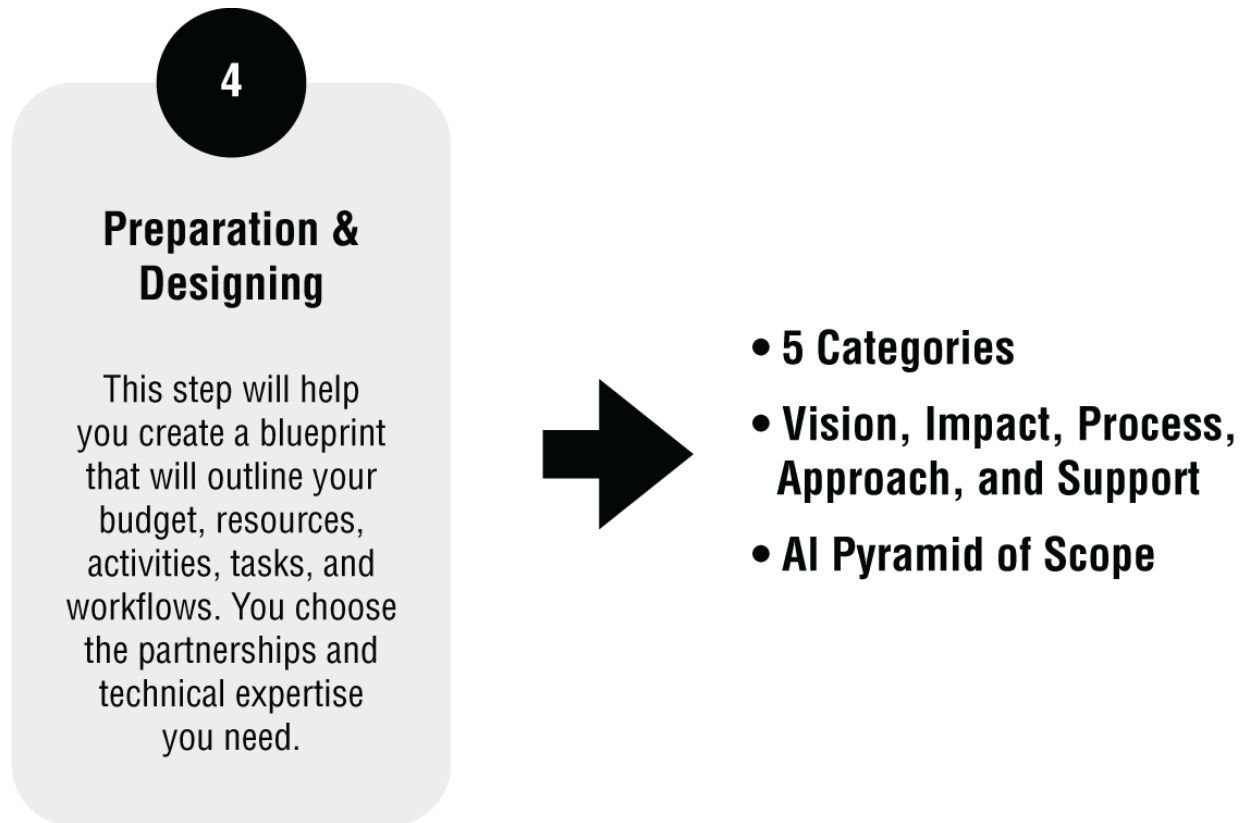 4
Preparation &
Designing
This step will help
you create a blueprint
that will outline your
budget, resources,
activities, tasks, and
workflows. You choose
the partnerships and
technical expertise
you need.
• 5 Categories
• Vision, Impact, Process,
Approach, and Support
• AI Pyramid of Scope